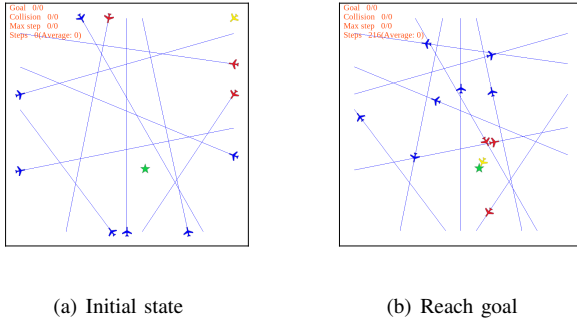 Goal 0/0
Collision 0/0
Max step 0/0
Steps 0(Average: 0)
Goal 0/0
Collision 0/0
Max step 0/0
Steps 216(Average: 0)
(a) Initial state
(b) Reach goal